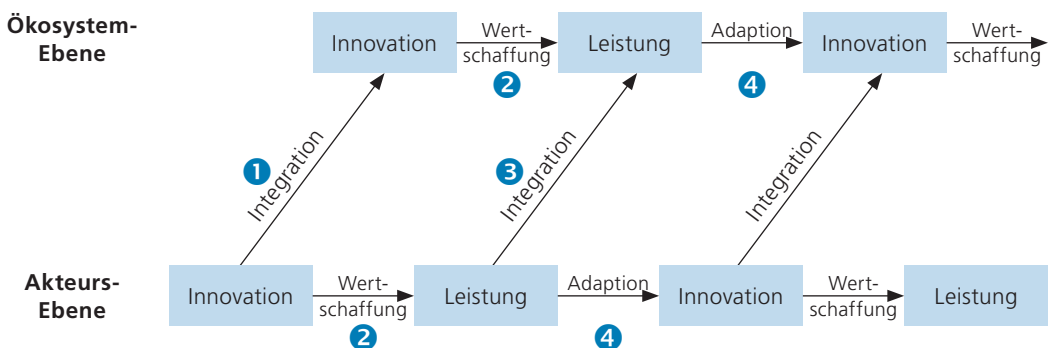 Ökosystem-
Ebene
Innovation
Wert-
schaffung
2
Leistung
Adaption
4
Innovation
Wert-
schaffung
1
Integration
3
Integration
Integration
Akteurs-
Ebene
Innovation
Wert-
schaffung
2
Leistung
Adaption
4
Innovation
Wert-
schaffung
Leistung